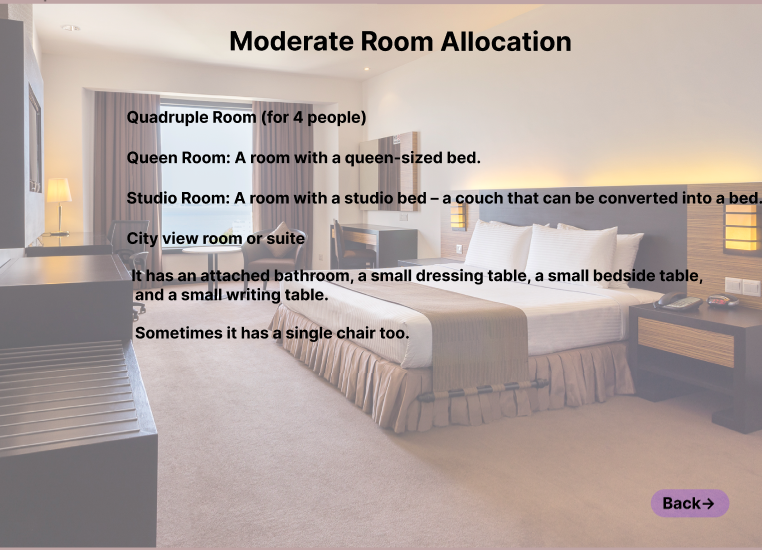 Moderate Room Allocation
Quadruple Room (for 4 people)
Queen Room: A room with a queen-sized bed.
Studio Room: A room with a studio bed – a couch that can be converted into a bed.
City view room or suite
It has an attached bathroom, a small dressing table, a small bedside table,
and a small writing table.
Sometimes it has a single chair too.
Back→